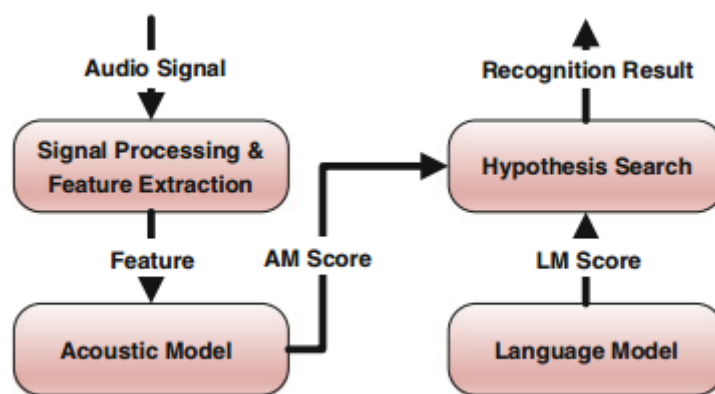 Audio Signal
Recognition Result
Signal Processing &
Feature Extraction
Hypothesis Search
Feature
AM Score
LM Score
Acoustic Model
Language Model